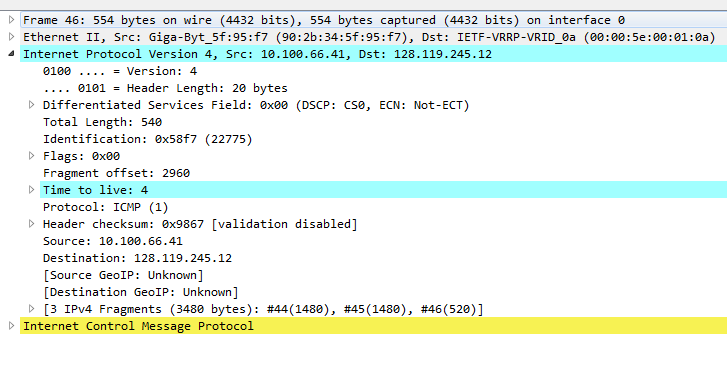 Frame 46: 554 bytes on wire (4432 bits), 554 bytes captured (4432 bits) on interface 0
Ethernet II, Src: Giga-Byt_5f:95:f7 (90:2b:34:5f:95:f7), Dst: IETF-VRRP-VRID_0a (00:00:5e:00:01:0a)
Internet Protocol Version 4, Src: 10.100.66.41, Dst: 128.119.245.12
0100 .... = Version: 4
.... 0101 = Header Length: 20 bytes
Differentiated Services Field: 0x00 (DSCP: CS0, ECN: Not-ECT)
Total Length: 540
Identification: 0x58f7 (22775)
Flags: 0x00
Fragment offset: 2960
Time to live: 4
Protocol: ICMP (1)
Header checksum: 0x9867 [validation disabled]
Source: 10.100.66.41
Destination: 128.119.245.12
[Source GeoIP: Unknown]
[Destination GeoIP: Unknown]
[3 IPv4 Fragments (3480 bytes): #44(1480), #45(1480), #46(520)]
Internet Control Message Protocol